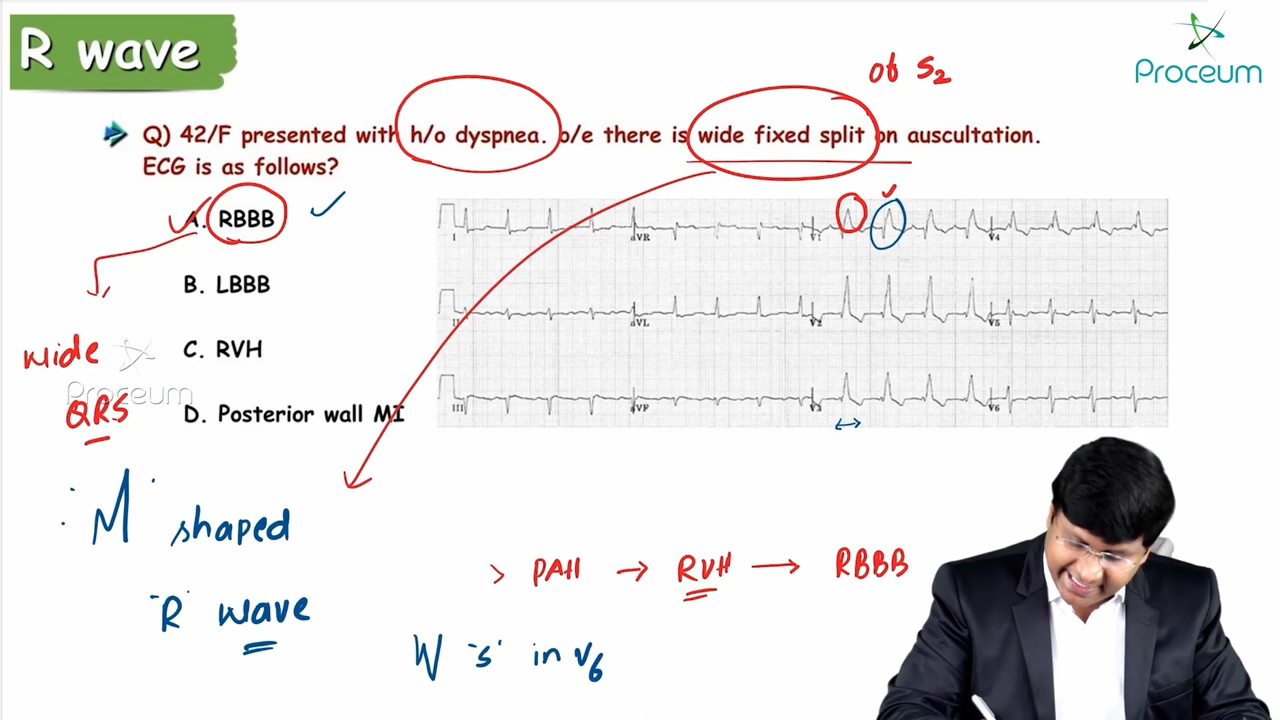 R wave
Proceum
of S2
Q) 42/F presented with h/o dyspnea. o/e there is wide fixed split on auscultation.
ECG is as follows?
A. RBBB
B. LBBB
C. RVH
D. Posterior wall MI
I aVR V1 V4
II aVL V2 V5
III aVF V3 V6
wide
Proceum
QRS
"M" shaped
"R" wave
> PAH → RVH → RBBB
W "S" in V6